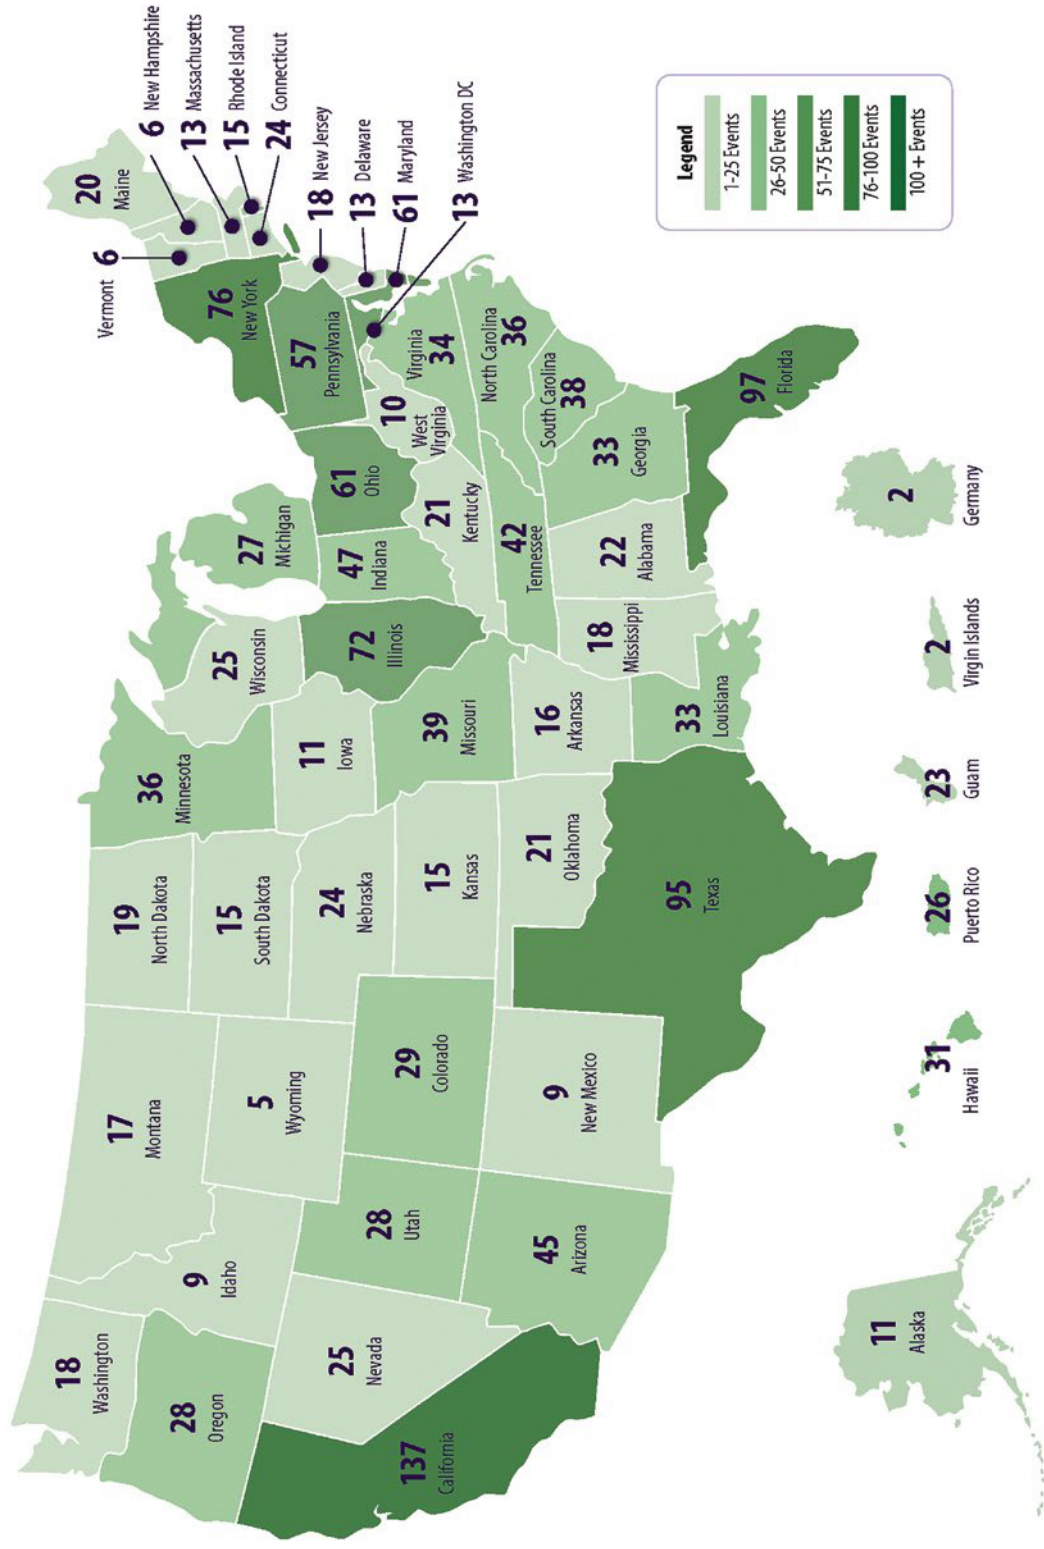 18
Washington
28
Oregon
137
California
25
Nevada
9
Idaho
17
Montana
5
Wyoming
28
Utah
45
Arizona
29
Colorado
9
New Mexico
19
North Dakota
15
South Dakota
24
Nebraska
15
Kansas
21
Oklahoma
95
Texas
36
Minnesota
11
Iowa
39
Missouri
16
Arkansas
33
Louisiana
25
Wisconsin
72
Illinois
27
Michigan
47
Indiana
61
Ohio
21
Kentucky
42
Tennessee
18
Mississippi
22
Alabama
33
Georgia
97
Florida
South Carolina
38
North Carolina
36
Virginia
34
10
West
Virginia
57
Pennsylvania
76
New York
Vermont 6
20
Maine
6 New Hampshire
13 Massachusetts
15 Rhode Island
24 Connecticut
18 New Jersey
13 Delaware
61 Maryland
13 Washington DC
11
Alaska
31
Hawaii
26
Puerto Rico
23
Guam
2
Virgin Islands
2
Germany
Legend
1-25 Events
26-50 Events
51-75 Events
76-100 Events
100 + Events